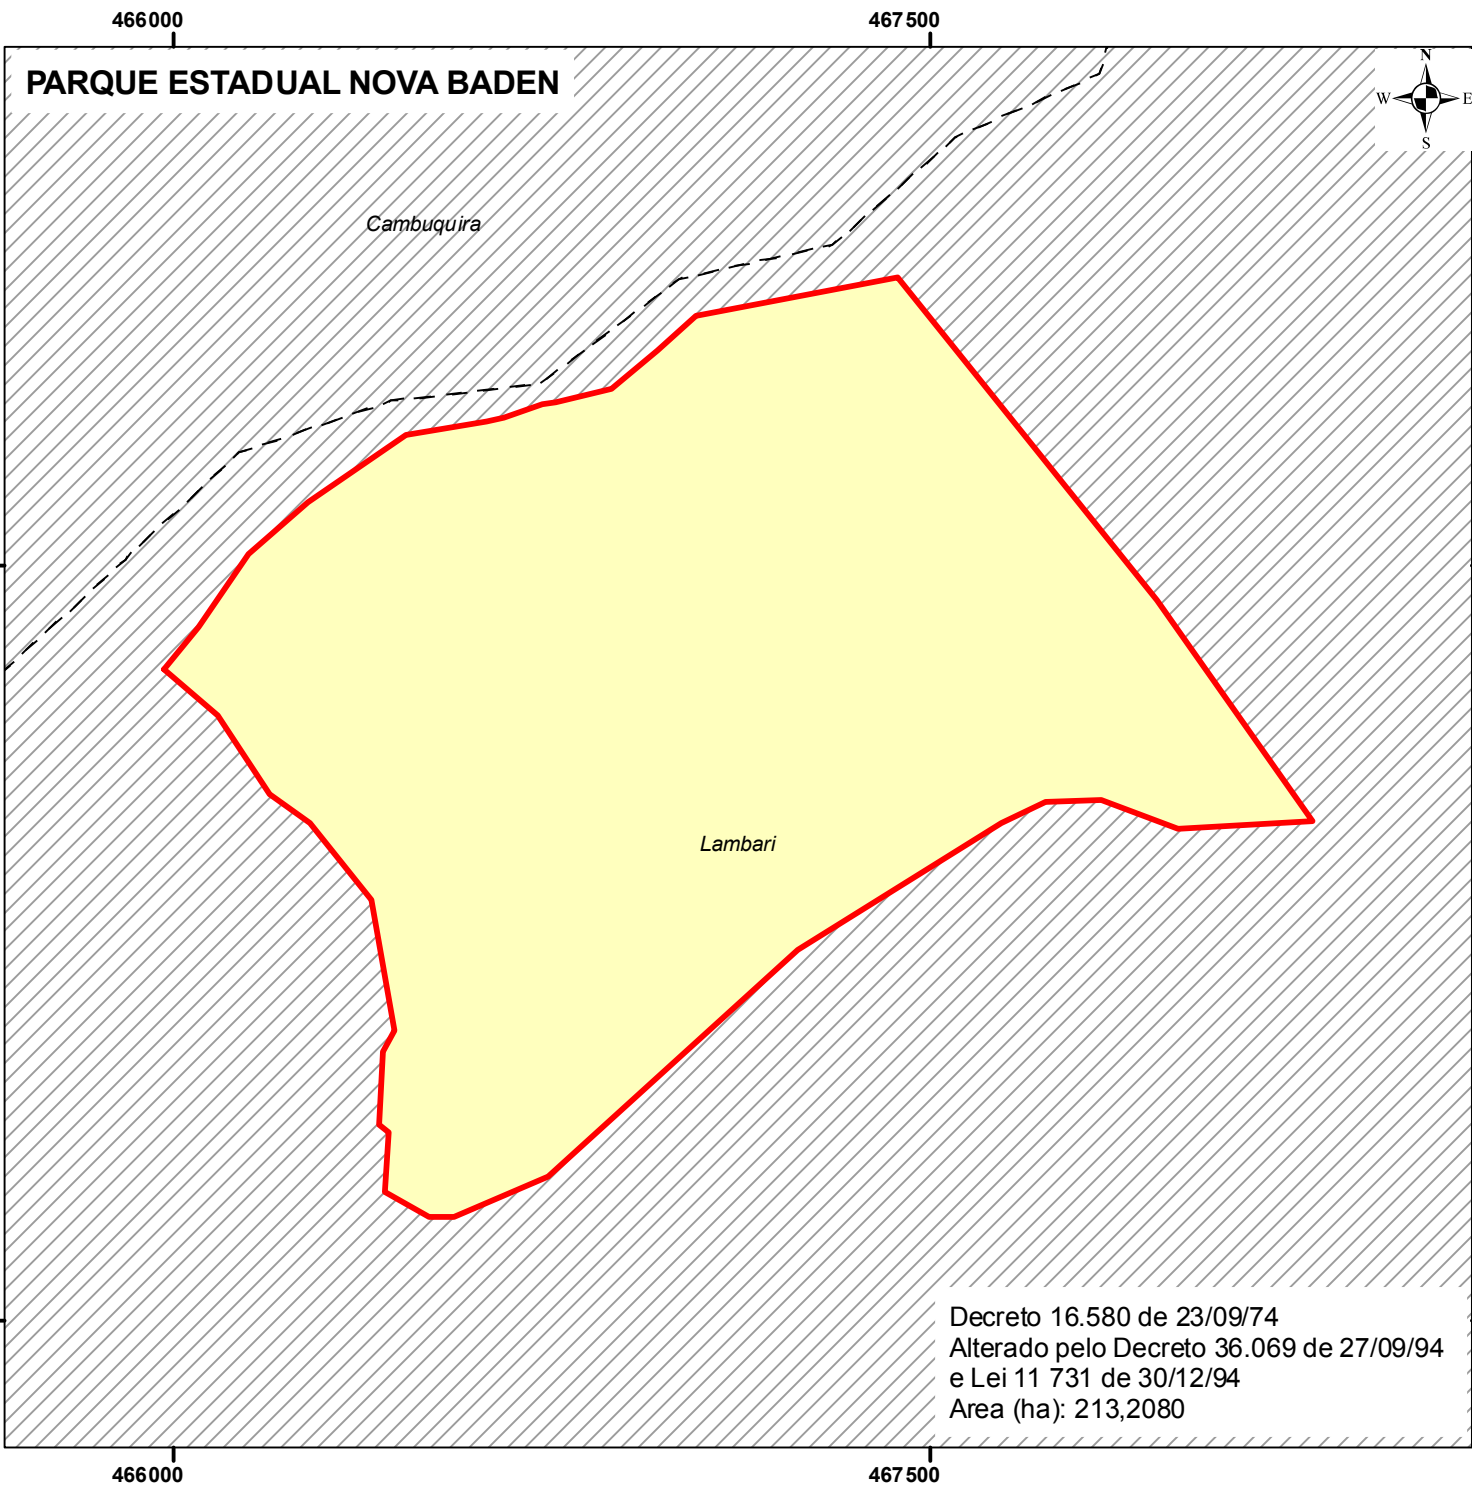 466000 467500
PARQUE ESTADUAL NOVA BADEN
N
W E
S
Cambuquira
Lambari
Decreto 16.580 de 23/09/74
Alterado pelo Decreto 36.069 de 27/09/94
e Lei 11 731 de 30/12/94
Area (ha): 213,2080
466000 467500